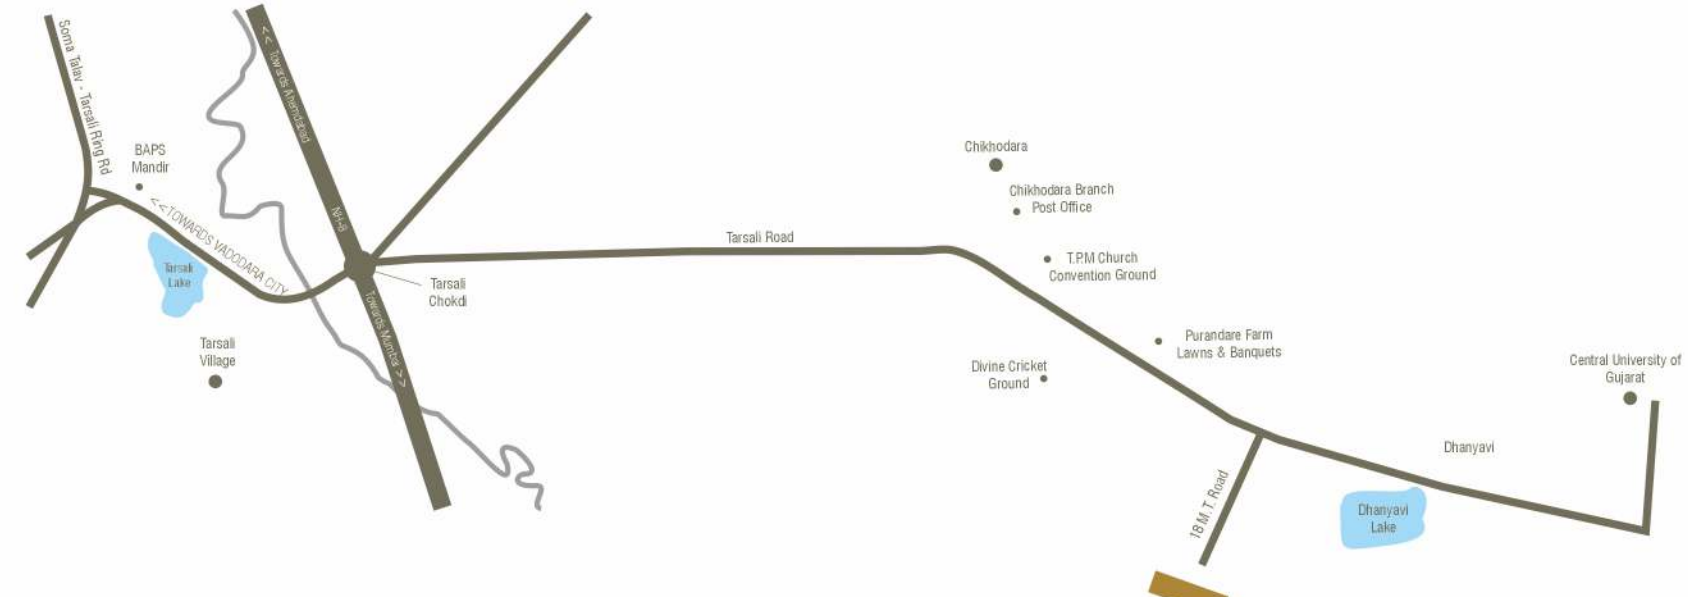 Soma Talav - Tarsali Ring Rd
BAPS
Mandir
<< TOWARDS VADODARA CITY
Tarsali
Lake
Tarsali
Village
<< Towards Ahemdabad
NH-8
Towards Mumbai >>
Tarsali
Chokdi
Tarsali Road
Chikhodara
Chikhodara Branch
Post Office
T.P.M Church
Convention Ground
Purandare Farm
Lawns & Banquets
Divine Cricket
Ground
Central University of
Gujarat
Dhanyavi
18 M.T. Road
Dhanyavi
Lake